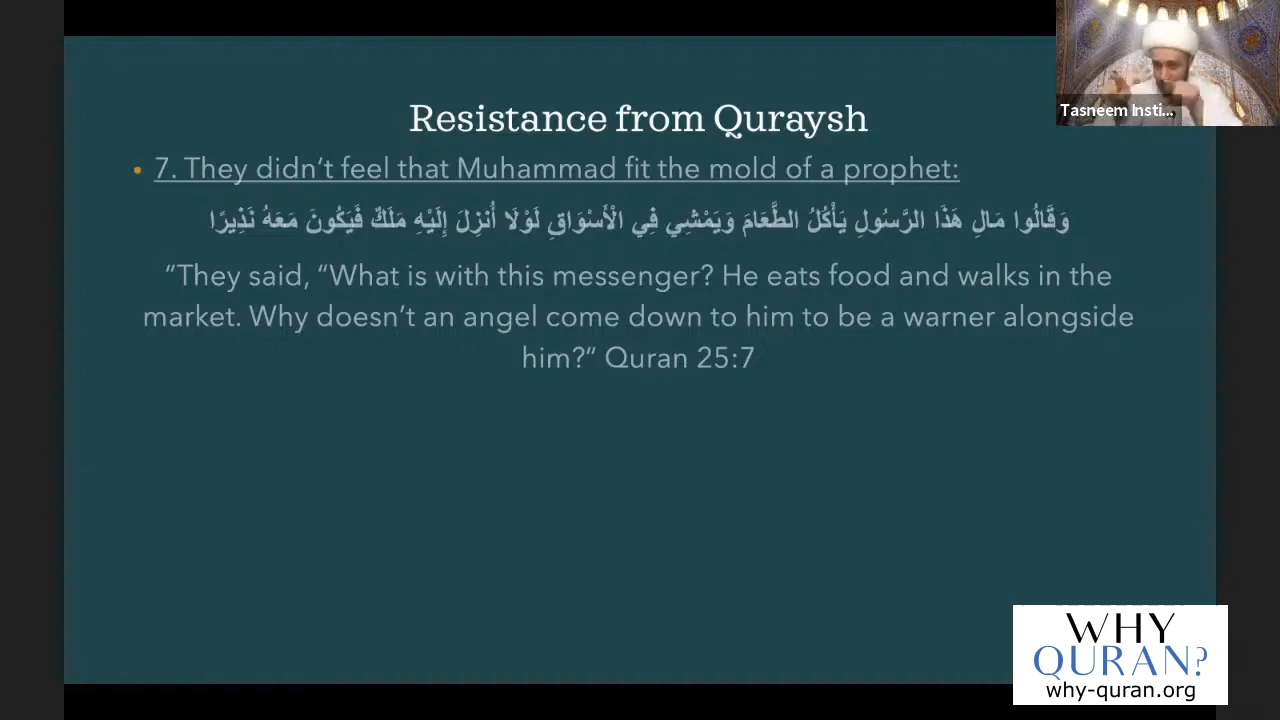 Resistance from Quraysh
• 7. They didn’t feel that Muhammad fit the mold of a prophet:
وَقَالُوا مَالِ هَذَا الرَّسُولِ يَأْكُلُ الطَّعَامَ وَيَمْشِي فِي الْأَسْوَاقِ لَوْلَا أُنزِلَ إِلَيْهِ مَلَكٌ فَيَكُونَ مَعَهُ نَذِيرًا
“They said, “What is with this messenger? He eats food and walks in the
market. Why doesn’t an angel come down to him to be a warner alongside
him?” Quran 25:7
Tasneem Insti...
WHY
QURAN?
why-quran.org